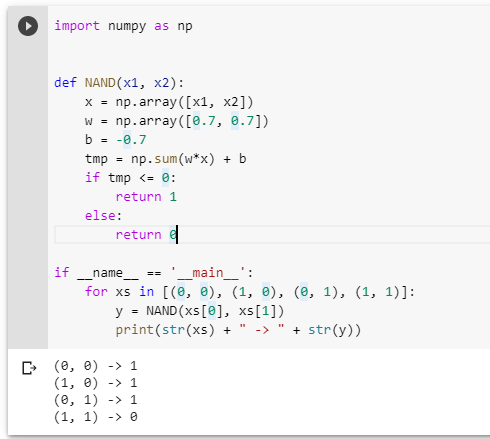 import numpy as np
def NAND(x1, x2):
    x = np.array([x1, x2])
    w = np.array([0.7, 0.7])
    b = -0.7
    tmp = np.sum(w*x) + b
    if tmp <= 0:
        return 1
    else:
        return 0
if __name__ == '__main__':
    for xs in [(0, 0), (1, 0), (0, 1), (1, 1)]:
        y = NAND(xs[0], xs[1])
        print(str(xs) + " -> " + str(y))
(0, 0) -> 1
(1, 0) -> 1
(0, 1) -> 1
(1, 1) -> 0